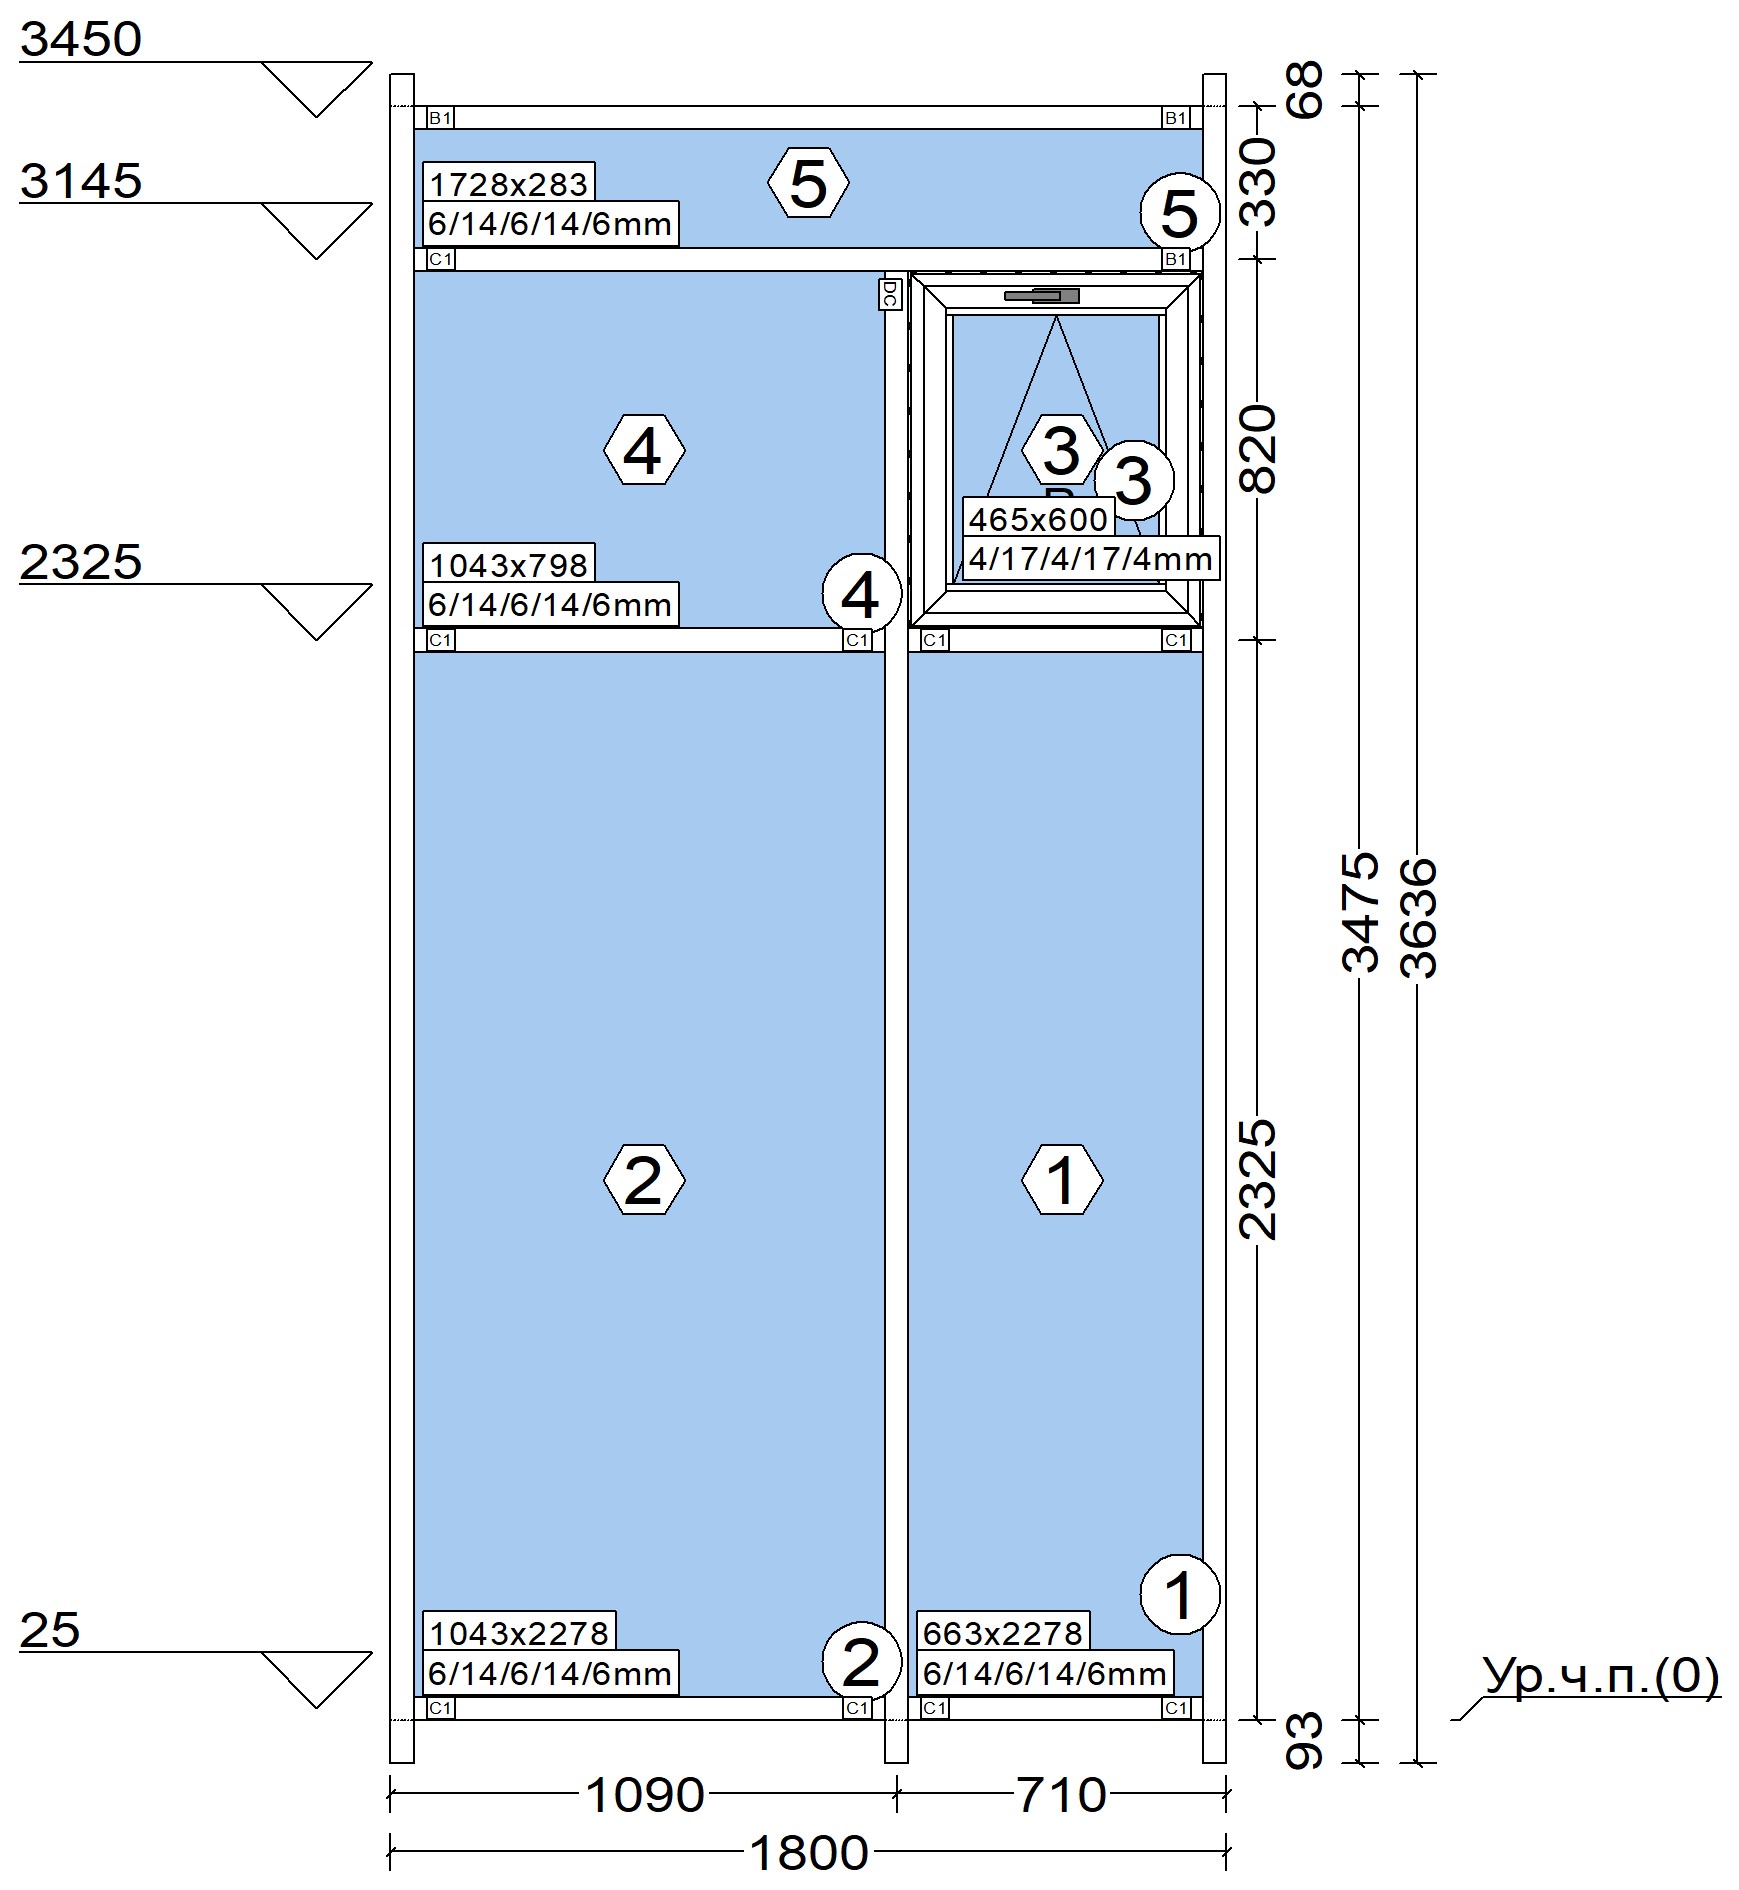 3450
68
B1
B1
3145
5
330
1728x283
5
6/14/6/14/6mm
C1
B1
DC
4
3
820
3
465x600
4/17/4/17/4mm
2325
1043x798
4
6/14/6/14/6mm
C1
C1
C1
C1
3475
3636
2
1
2325
1
25
1043x2278
2
663x2278
6/14/6/14/6mm
6/14/6/14/6mm
Ур.ч.п.(0)
C1
C1
C1
C1
93
1090
710
1800